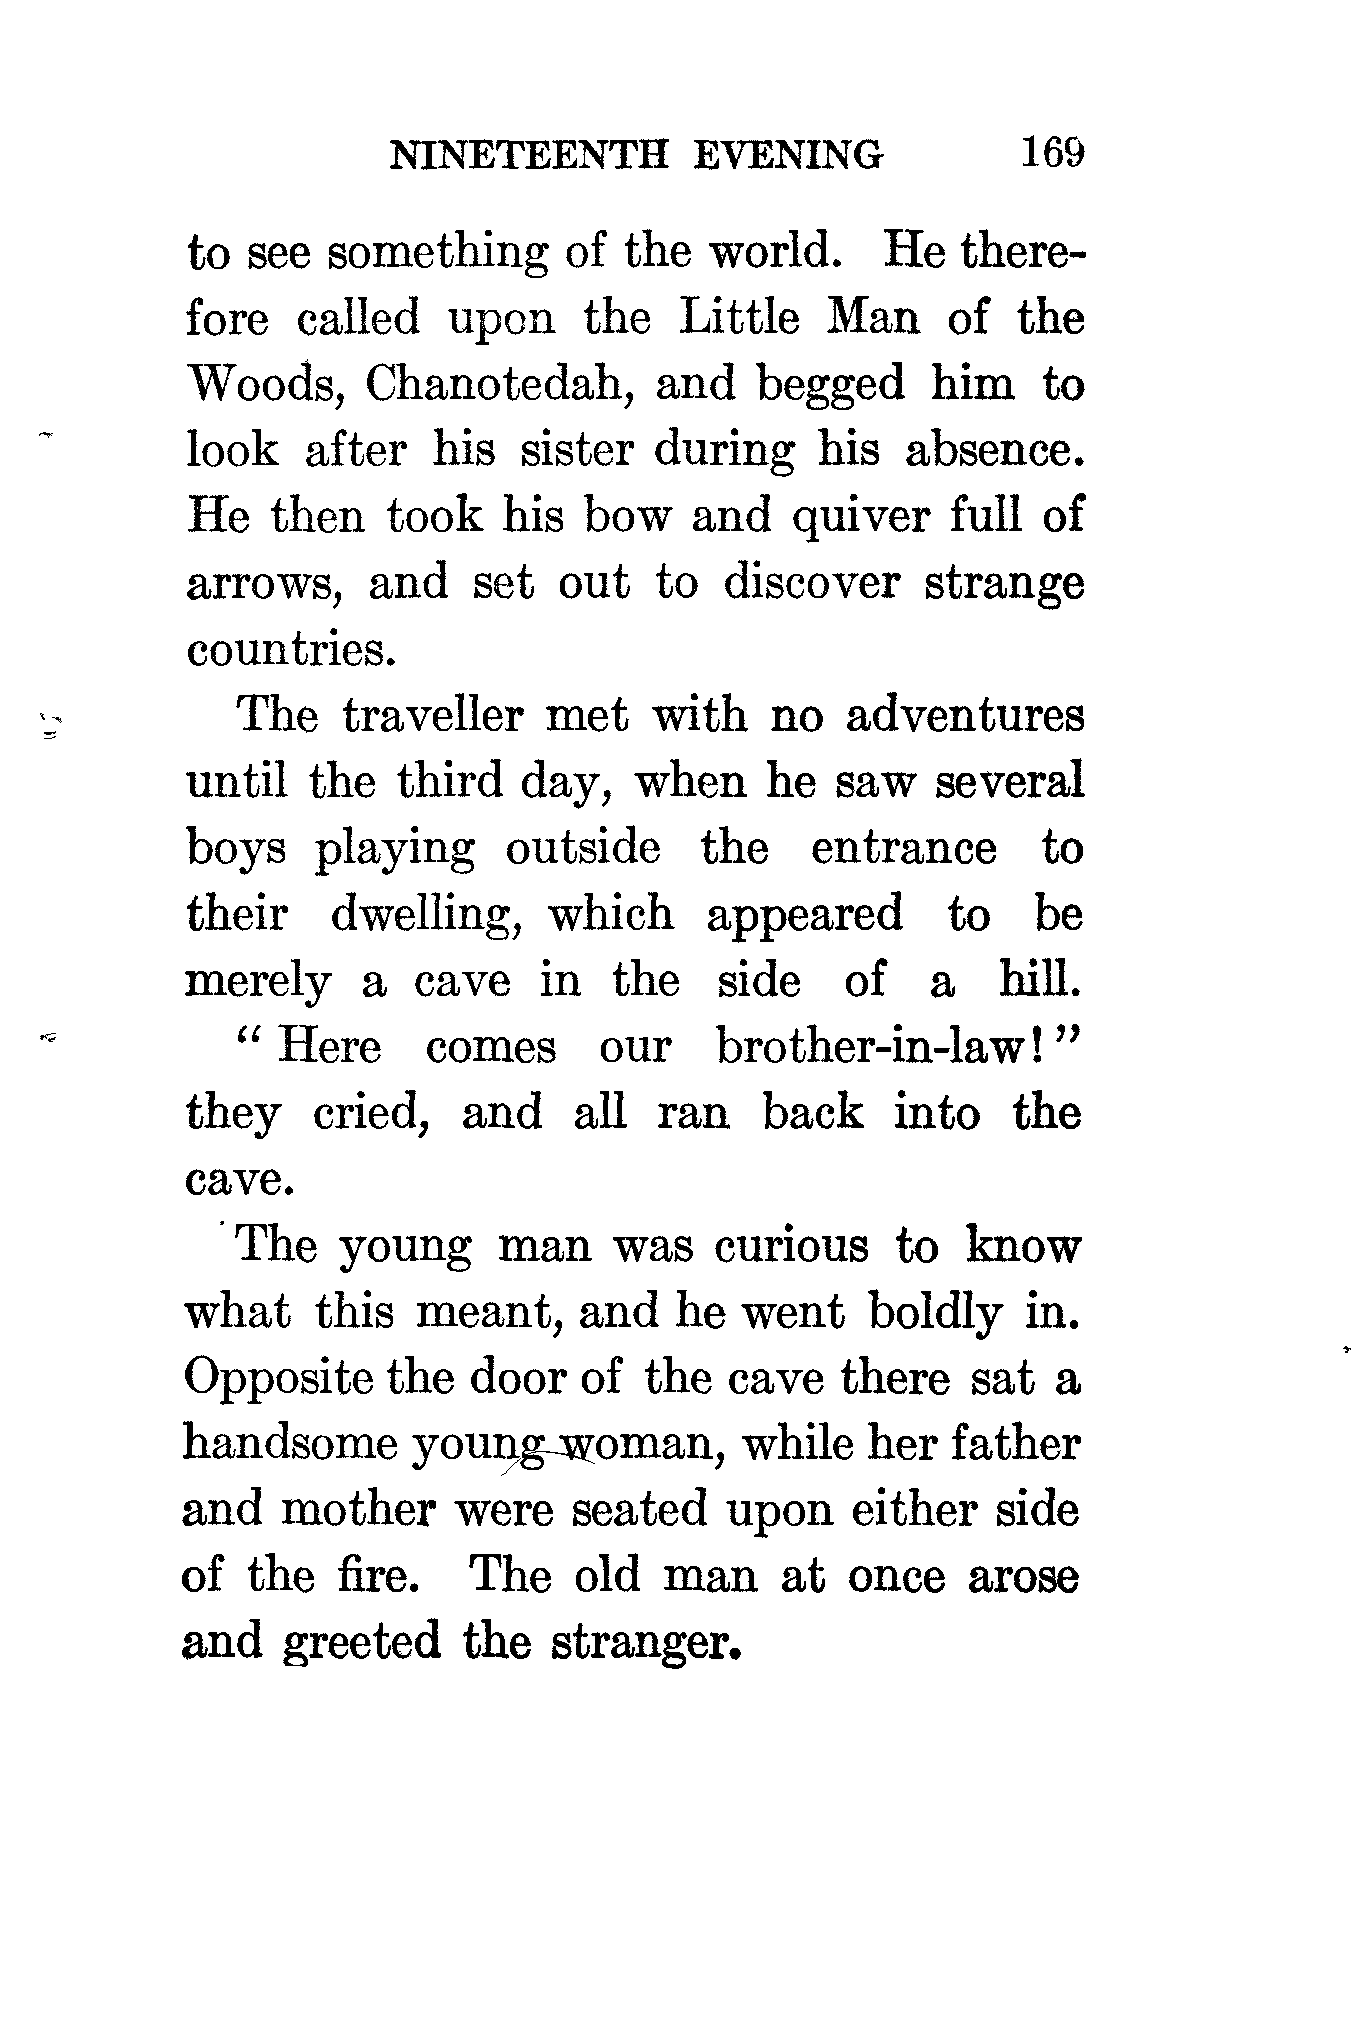 NINETEENTH EVENING 169
to see something of the world. He there-
fore called upon the Little Man of the
Woods, Chanotedah, and begged him to
look after his sister during his absence.
He then took his bow and quiver full of
arrows, and set out to discover strange
countries.
The traveller met with no adventures
until the third day, when he saw several
boys playing outside the entrance to
their dwelling, which appeared to be
merely a cave in the side of a hill.
“ Here comes our brother-in-law! ”
they cried, and all ran back into the
cave.
The young man was curious to know
what this meant, and he went boldly in.
Opposite the door of the cave there sat a
handsome young woman, while her father
and mother were seated upon either side
of the fire. The old man at once arose
and greeted the stranger.